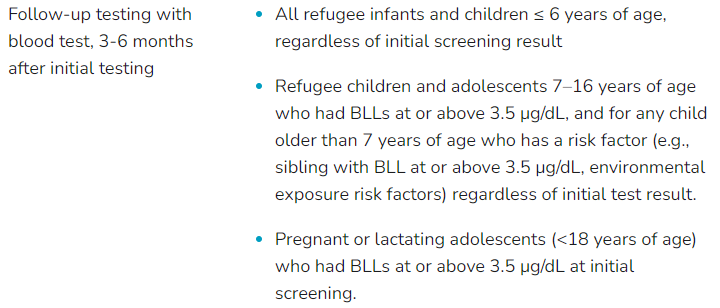 Follow-up testing with
blood test, 3-6 months
after initial testing
• All refugee infants and children ≤ 6 years of age,
regardless of initial screening result
• Refugee children and adolescents 7–16 years of age
who had BLLs at or above 3.5 µg/dL, and for any child
older than 7 years of age who has a risk factor (e.g.,
sibling with BLL at or above 3.5 µg/dL, environmental
exposure risk factors) regardless of initial test result.
• Pregnant or lactating adolescents (<18 years of age)
who had BLLs at or above 3.5 µg/dL at initial
screening.